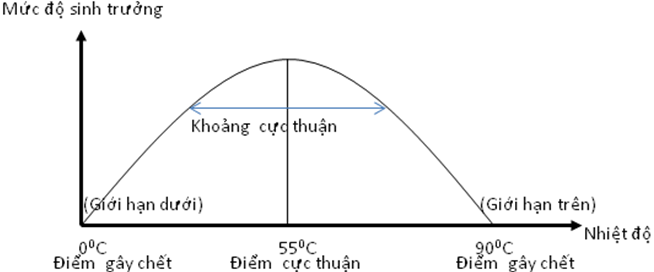 Mức độ sinh trưởng
Khoảng cực thuận
(Giới hạn dưới)
(Giới hạn trên)
Nhiệt độ
0⁰C
55⁰C
90⁰C
Điểm gây chết
Điểm cực thuận
Điểm gây chết